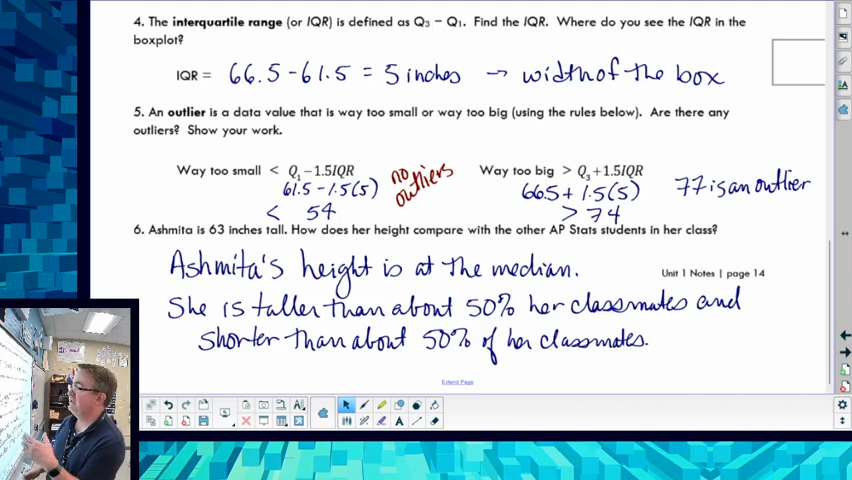 4. The interquartile range (or IQR) is defined as Q₃ − Q₁. Find the IQR. Where do you see the IQR in the
boxplot?
IQR = 66.5 - 61.5 = 5 inches → width of the box
5. An outlier is a data value that is way too small or way too big (using the rules below). Are there any
outliers? Show your work.
Way too small < Q₁ − 1.5IQR
61.5 - 1.5(5)
< 54
no
outliers
Way too big > Q₃ + 1.5IQR
66.5 + 1.5(5)
> 74
77 is an outlier
6. Ashmita is 63 inches tall. How does her height compare with the other AP Stats students in her class?
Ashmita's height is at the median.
Unit 1 Notes | page 14
She is taller than about 50% her classmates and
shorter than about 50% of her classmates.
Extend Page